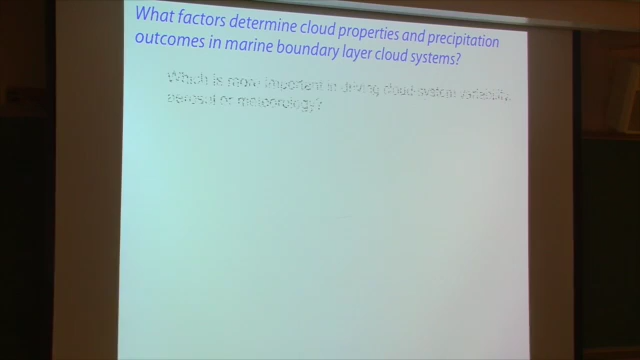 What factors determine cloud properties and precipitation
outcomes in marine boundary layer cloud systems?
Which is more important in driving cloud-system variability,
aerosol or meteorology?